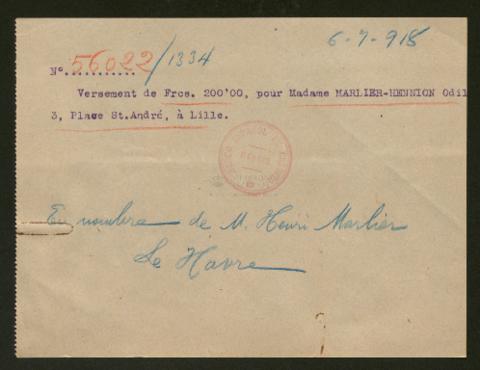 6-7-918
Nº 56022/1334
Versement de Frcs. 200'00, pour Madame MARLIER-HENNION Odil
3, Place St.André, à Lille.
En nombre de M. Henri Marlier
Le Havre